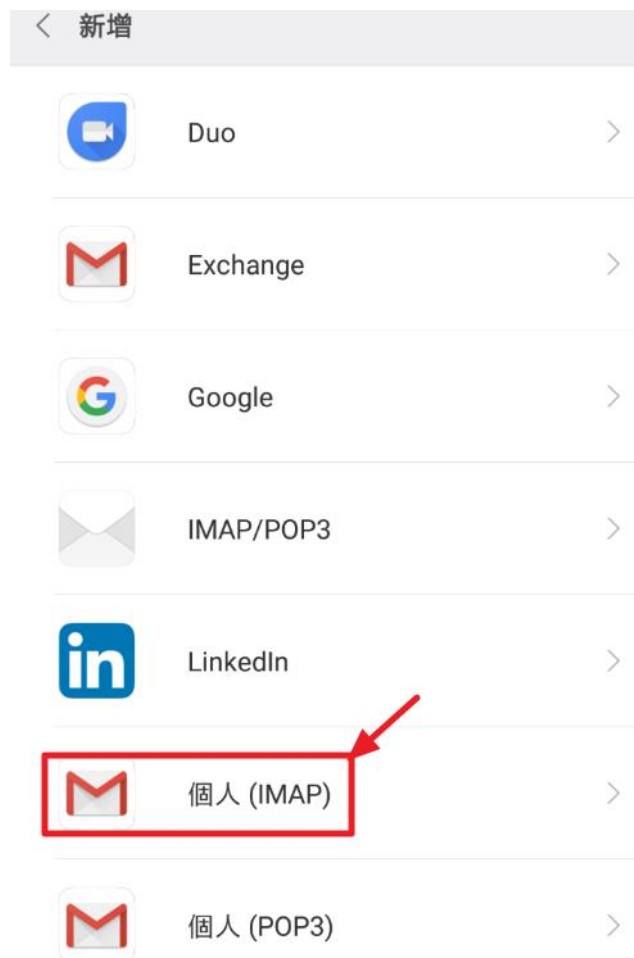 新增
Duo
Exchange
Google
IMAP/POP3
LinkedIn
個人 (IMAP)
個人 (POP3)